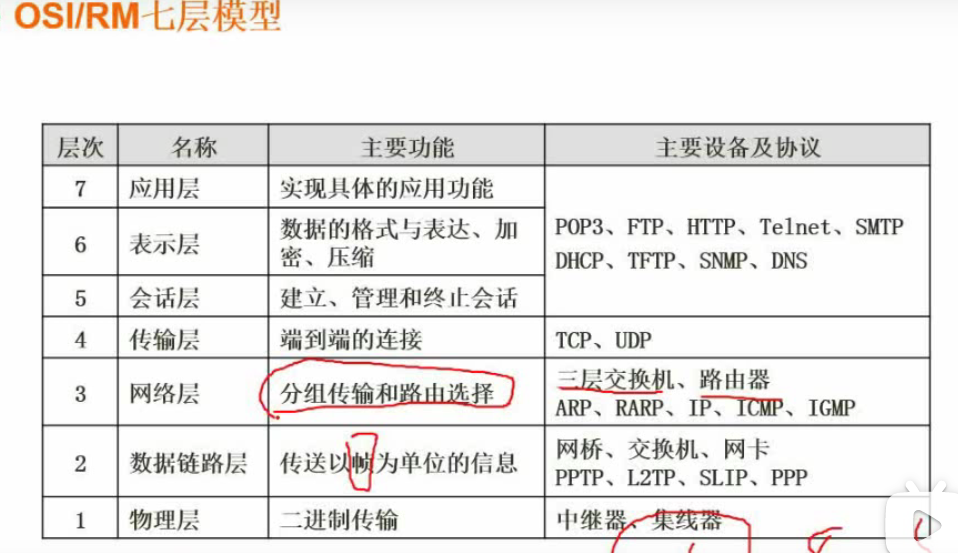 OSI/RM七层模型
层次 名称 主要功能 主要设备及协议
7 应用层 实现具体的应用功能
6 表示层 数据的格式与表达、加
密、压缩
POP3、FTP、HTTP、Telnet、SMTP
DHCP、TFTP、SNMP、DNS
5 会话层 建立、管理和终止会话
4 传输层 端到端的连接 TCP、UDP
3 网络层 分组传输和路由选择 三层交换机、路由器
ARP、RARP、IP、ICMP、IGMP
2 数据链路层 传送以帧为单位的信息 网桥、交换机、网卡
PPTP、L2TP、SLIP、PPP
1 物理层 二进制传输 中继器、集线器